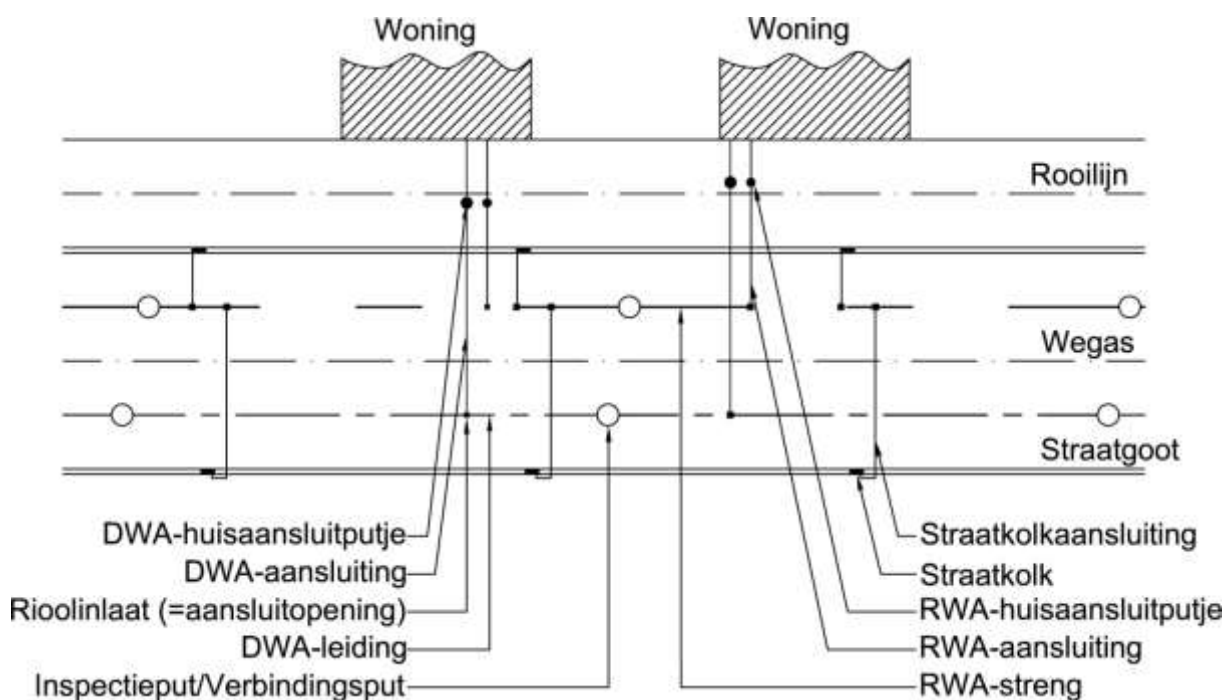 Woning
Woning
Rooilijn
Wegas
Straatgoot
DWA-huisaansluitputje
DWA-aansluiting
Rioolinlaat (=aansluitopening)
DWA-leiding
Inspectieput/Verbindingsput
Straatkolkaansluiting
Straatkolk
RWA-huisaansluitputje
RWA-aansluiting
RWA-streng